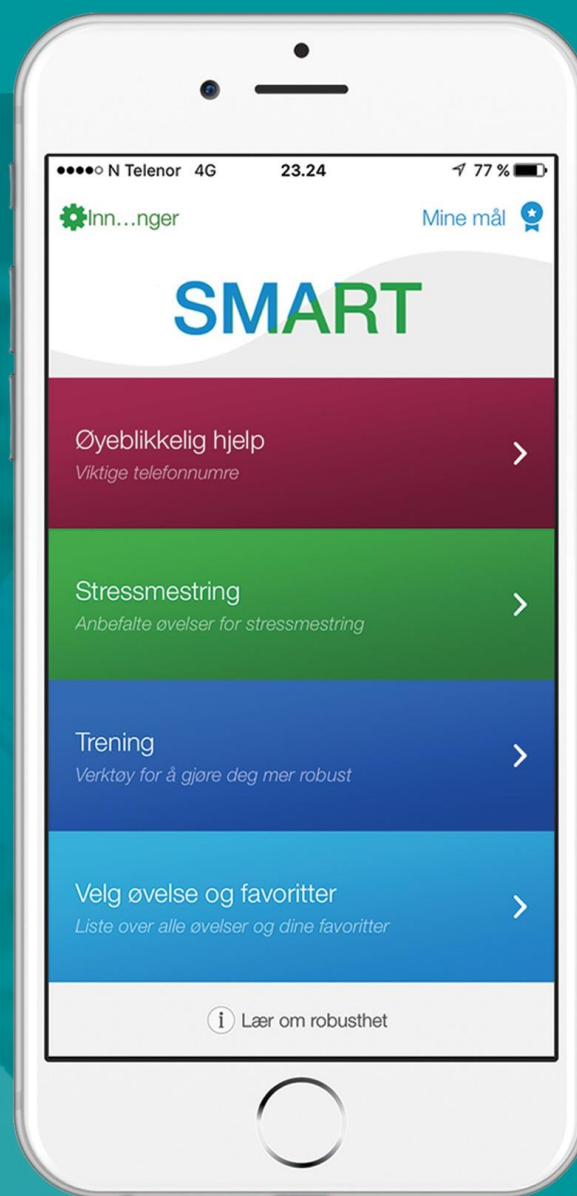 N Telenor 4G 23.24 77 %
Inn...nger Mine mål
SMART
Øyeblikkelig hjelp
Viktige telefonnumre
Stressmestring
Anbefalte øvelser for stressmestring
Trening
Verktøy for å gjøre deg mer robust
Velg øvelse og favoritter
Liste over alle øvelser og dine favoritter
i Lær om robusthet